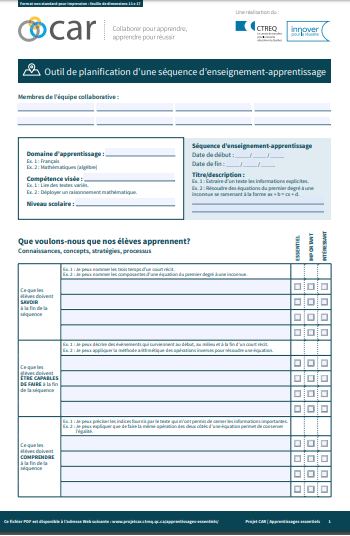 Format non standard pour impression : feuille de dimensions 11 x 17
Une réalisation du :
car
Collaborer pour apprendre,
apprendre pour réussir
CTREQ
innover
pour la réussite
Outil de planification d'une séquence d'enseignement-apprentissage
Membres de l'équipe collaborative :
Domaine d'apprentissage :
Ex. 1 : Français
Ex. 2 : Mathématiques (algèbre)
Compétence visée :
Ex. 1 : Lire des textes variés.
Ex. 2 : Déployer un raisonnement mathématique.
Niveau scolaire :
Séquence d'enseignement-apprentissage
Date de début : ____/____/____
Date de fin : ____/____/____
Titre/description :
Ex. 1 : Extraire d'un texte les informations explicites.
Ex. 2 : Résoudre des équations du premier degré à une
inconnue se ramenant à la forme ax + b = cx + d.
Que voulons-nous que nos élèves apprennent?
Connaissances, concepts, stratégies, processus
ESSENTIEL
IMPORTANT
INTÉRESSANT
Ce que les
élèves doivent
SAVOIR
à la fin de la
séquence
Ex. 1 : Je peux nommer les trois temps d'un court récit.
Ex. 2 : Je peux nommer les composantes d'une équation du premier degré à une inconnue.
Ce que les
élèves doivent
ÊTRE CAPABLES
DE FAIRE à la fin
de la séquence
Ex. 1 : Je peux décrire des événements qui surviennent au début, au milieu et à la fin d'un court récit.
Ex. 2 : Je peux appliquer la méthode arithmétique des opérations inverses pour résoudre une équation.
Ce que les
élèves doivent
COMPRENDRE
à la fin de la
séquence
Ex. 1 : Je peux préciser les indices fournis par le texte qui m'ont permis de cerner les informations importantes.
Ex. 2 : Je peux expliquer que de faire la même opération des deux côtés d'une équation permet de conserver
l'égalité.
Ce fichier PDF est disponible à l'adresse Web suivante : www.projetcar.ctreq.qc.ca/apprentissages-essentiels/
Projet CAR | Apprentissages essentiels 1